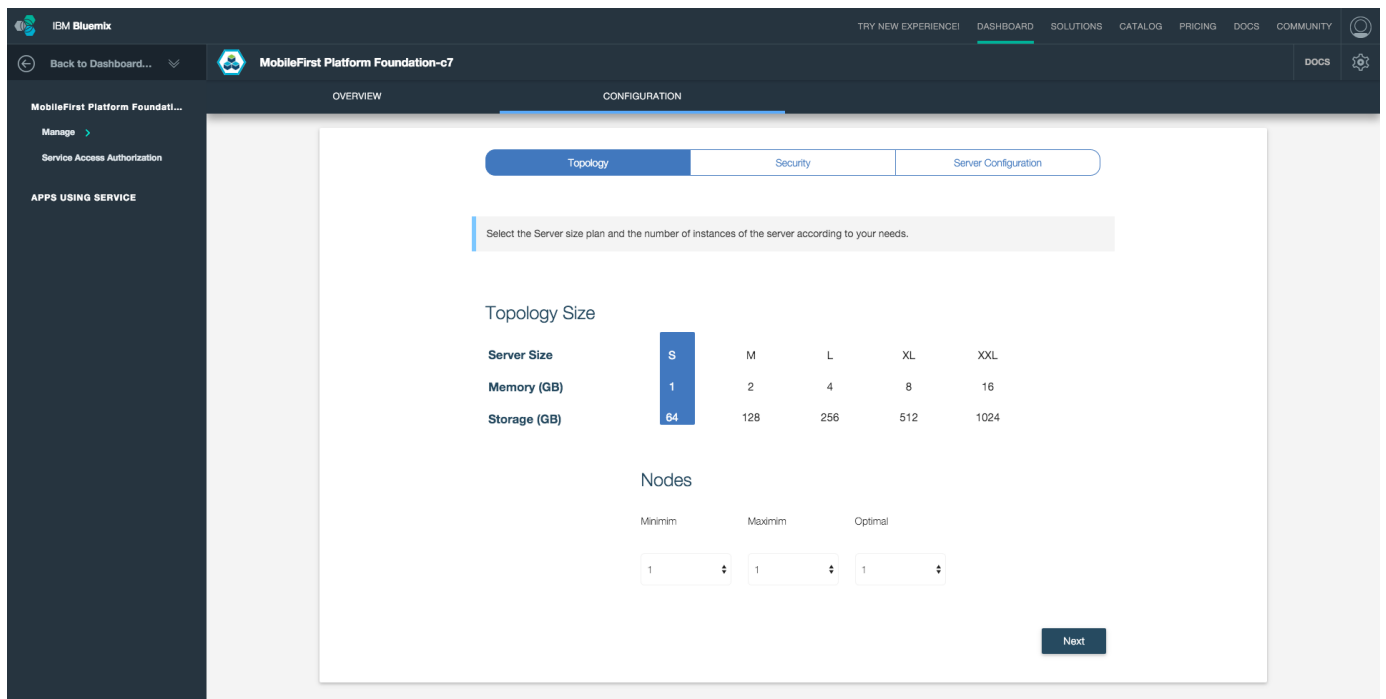 IBM Bluemix
TRY NEW EXPERIENCE! DASHBOARD SOLUTIONS CATALOG PRICING DOCS COMMUNITY
Back to Dashboard...
MobileFirst Platform Foundation-c7
DOCS
OVERVIEW CONFIGURATION
MobileFirst Platform Foundati...
Manage
Service Access Authorization
APPS USING SERVICE
Topology Security Server Configuration
Select the Server size plan and the number of instances of the server according to your needs.
Topology Size
Server Size S M L XL XXL
Memory (GB) 1 2 4 8 16
Storage (GB) 64 128 256 512 1024
Nodes
Minimim Maximim Optimal
1 1 1
Next